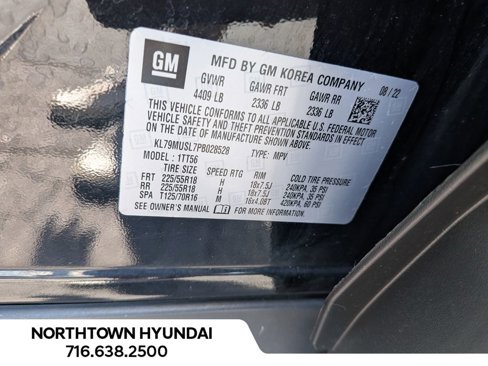 GM
MFD BY GM KOREA COMPANY 08/22
GVWR GAWR FRT GAWR RR
4409 LB 2336 LB 2336 LB
THIS VEHICLE CONFORMS TO ALL APPLICABLE U.S. FEDERAL MOTOR
VEHICLE SAFETY AND THEFT PREVENTION STANDARDS IN EFFECT ON
THE DATE OF MANUFACTURE SHOWN ABOVE.
KL79MUSL7PB028528 TYPE: MPV
MODEL: 1TT56
TIRE SIZE SPEED RTG RIM COLD TIRE PRESSURE
FRT 225/55R18 H 18x7.5J 240KPA, 35 PSI
RR 225/55R18 H 18x7.5J 240KPA, 35 PSI
SPA T125/70R16 M 16x4.0BT 420KPA, 60 PSI
SEE OWNER'S MANUAL FOR MORE INFORMATION.
NORTHTOWN HYUNDAI
716.638.2500